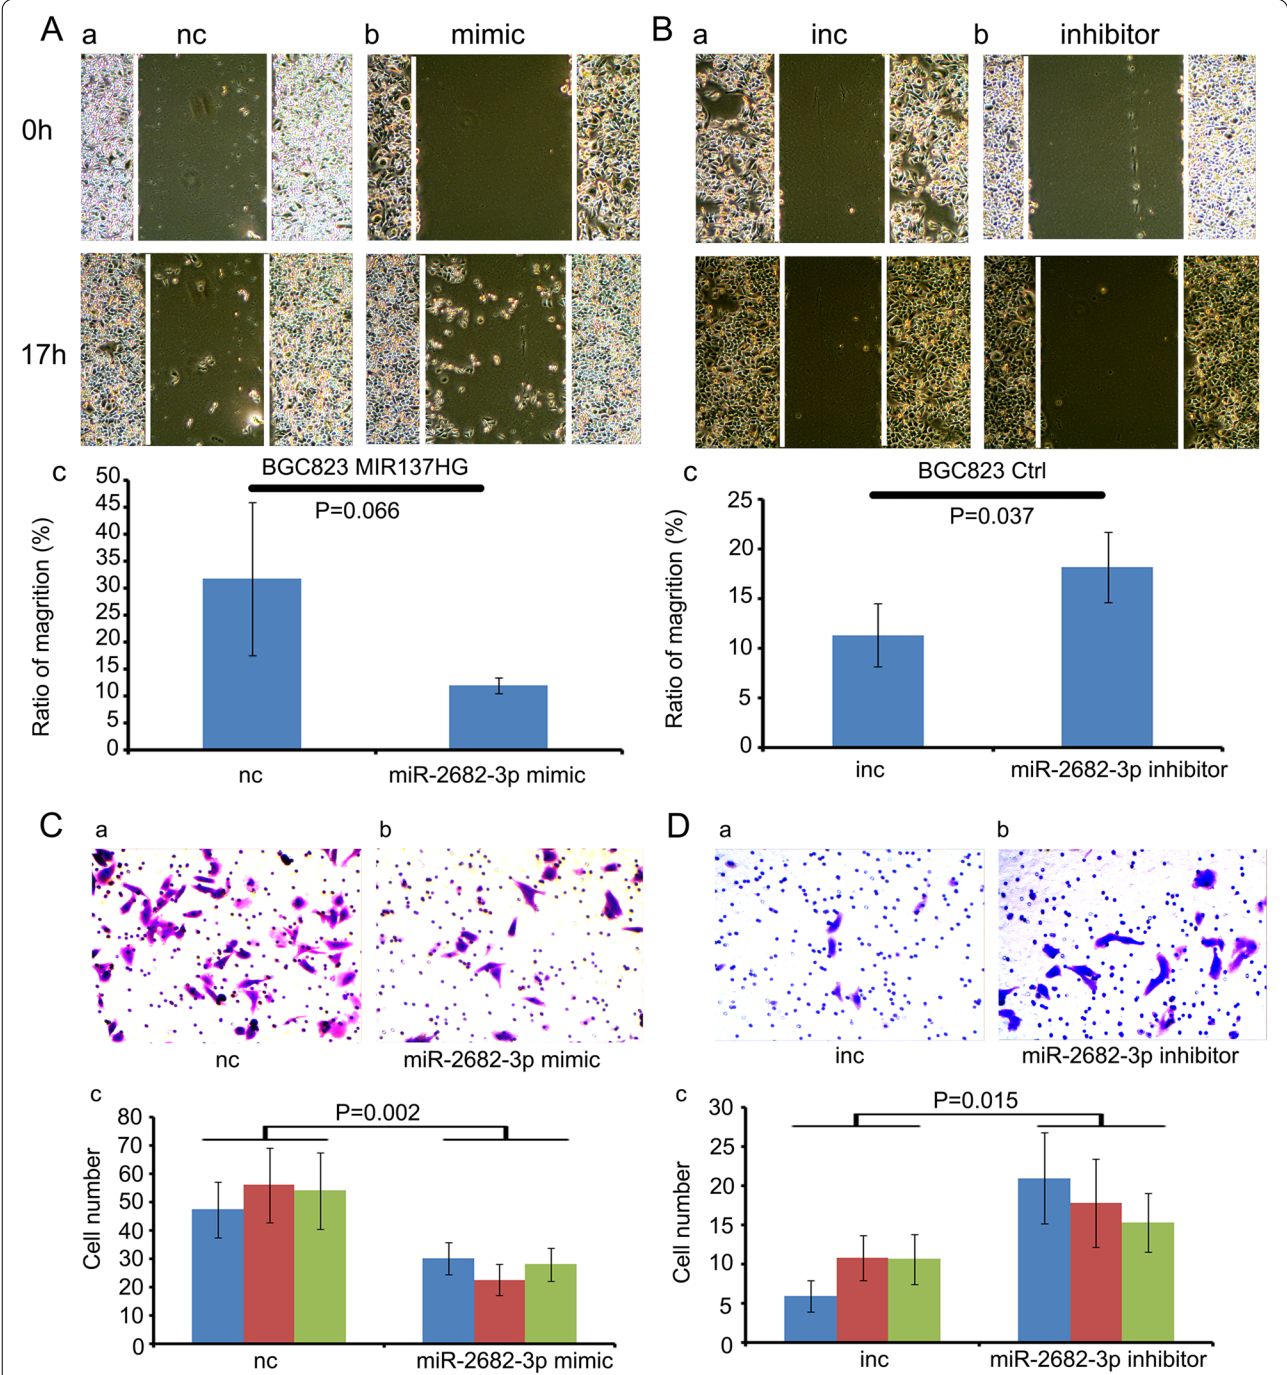 A
a
nc
b
mimic
B
a
inc
b
inhibitor
0h
17h
c
BGC823 MIR137HG
P=0.066
50
45
40
35
30
25
20
15
10
5
0
Ratio of magrition (%)
nc
miR-2682-3p mimic
c
BGC823 Ctrl
P=0.037
25
20
15
10
5
0
Ratio of magrition (%)
inc
miR-2682-3p inhibitor
C
a
b
nc
miR-2682-3p mimic
D
a
b
inc
miR-2682-3p inhibitor
c
P=0.002
80
70
60
50
40
30
20
10
0
Cell number
nc
miR-2682-3p mimic
c
P=0.015
30
25
20
15
10
5
0
Cell number
inc
miR-2682-3p inhibitor